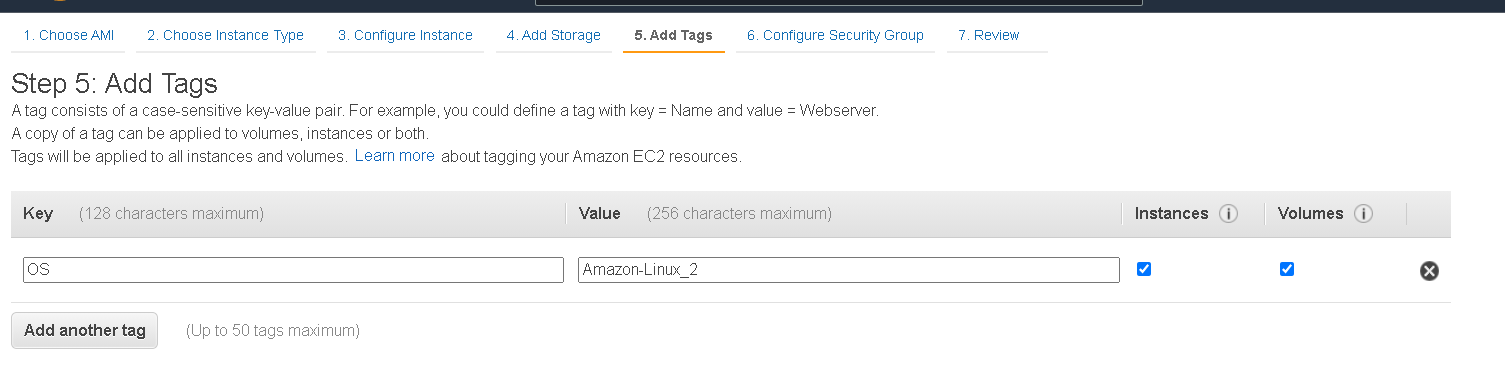 1. Choose AMI 2. Choose Instance Type 3. Configure Instance 4. Add Storage 5. Add Tags 6. Configure Security Group 7. Review
Step 5: Add Tags
A tag consists of a case-sensitive key-value pair. For example, you could define a tag with key = Name and value = Webserver.
A copy of a tag can be applied to volumes, instances or both.
Tags will be applied to all instances and volumes. Learn more about tagging your Amazon EC2 resources.
Key (128 characters maximum) Value (256 characters maximum) Instances i Volumes i
OS Amazon-Linux_2
Add another tag (Up to 50 tags maximum)